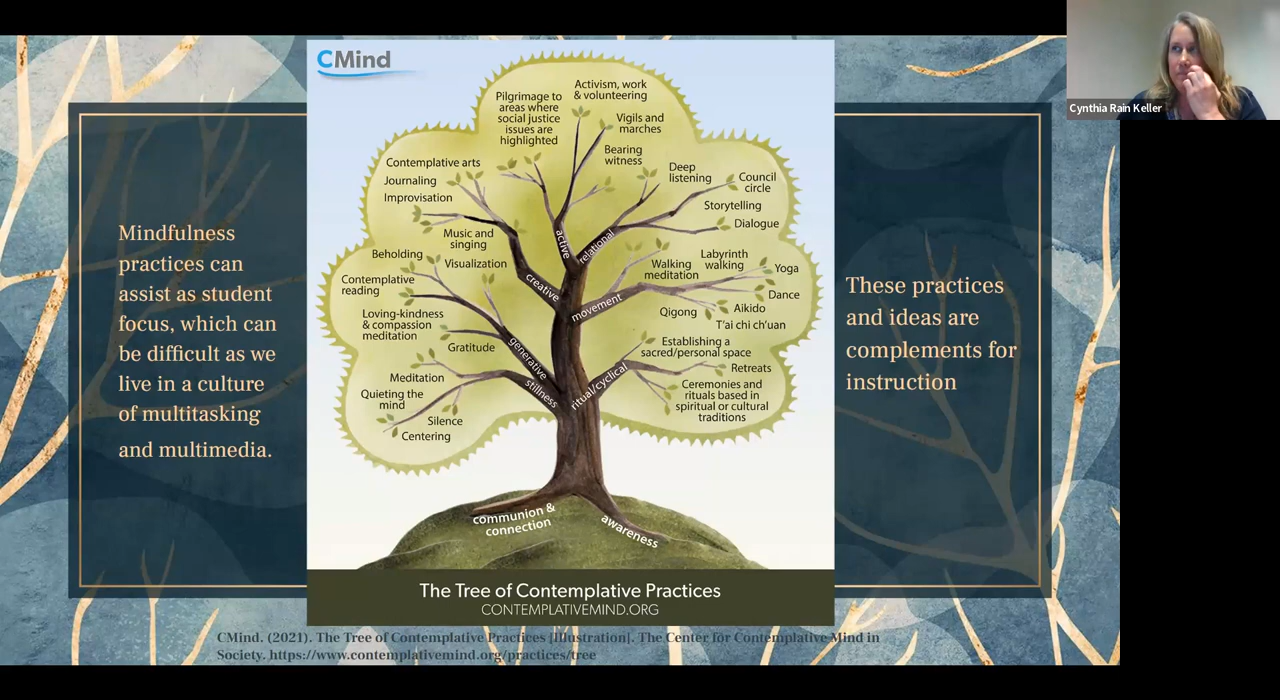 CMind
Cynthia Rain Keller
Mindfulness
practices can
assist as student
focus, which can
be difficult as we
live in a culture
of multitasking
and multimedia.
Activism, work
& volunteering
Pilgrimage to
areas where
social justice
issues are
highlighted
Vigils and
marches
Bearing
witness
Contemplative arts
Journaling
Improvisation
Deep
listening
Council
circle
Storytelling
Dialogue
Music and
singing
Visualization
active
relational
Beholding
Contemplative
reading
Loving-kindness
& compassion
meditation
Gratitude
creative
movement
Walking
meditation
Labyrinth
walking
Yoga
Dance
Aikido
Qigong
T'ai chi ch'uan
Establishing a
sacred/personal space
Retreats
Ceremonies and
rituals based in
spiritual or cultural
traditions
generative
stillness
ritual/cyclical
Meditation
Quieting the
mind
Silence
Centering
communion &
connection
awareness
The Tree of Contemplative Practices
CONTEMPLATIVEMIND.ORG
These practices
and ideas are
complements for
instruction
CMind. (2021). The Tree of Contemplative Practices [Illustration]. The Center for Contemplative Mind in
Society. https://www.contemplativemind.org/practices/tree